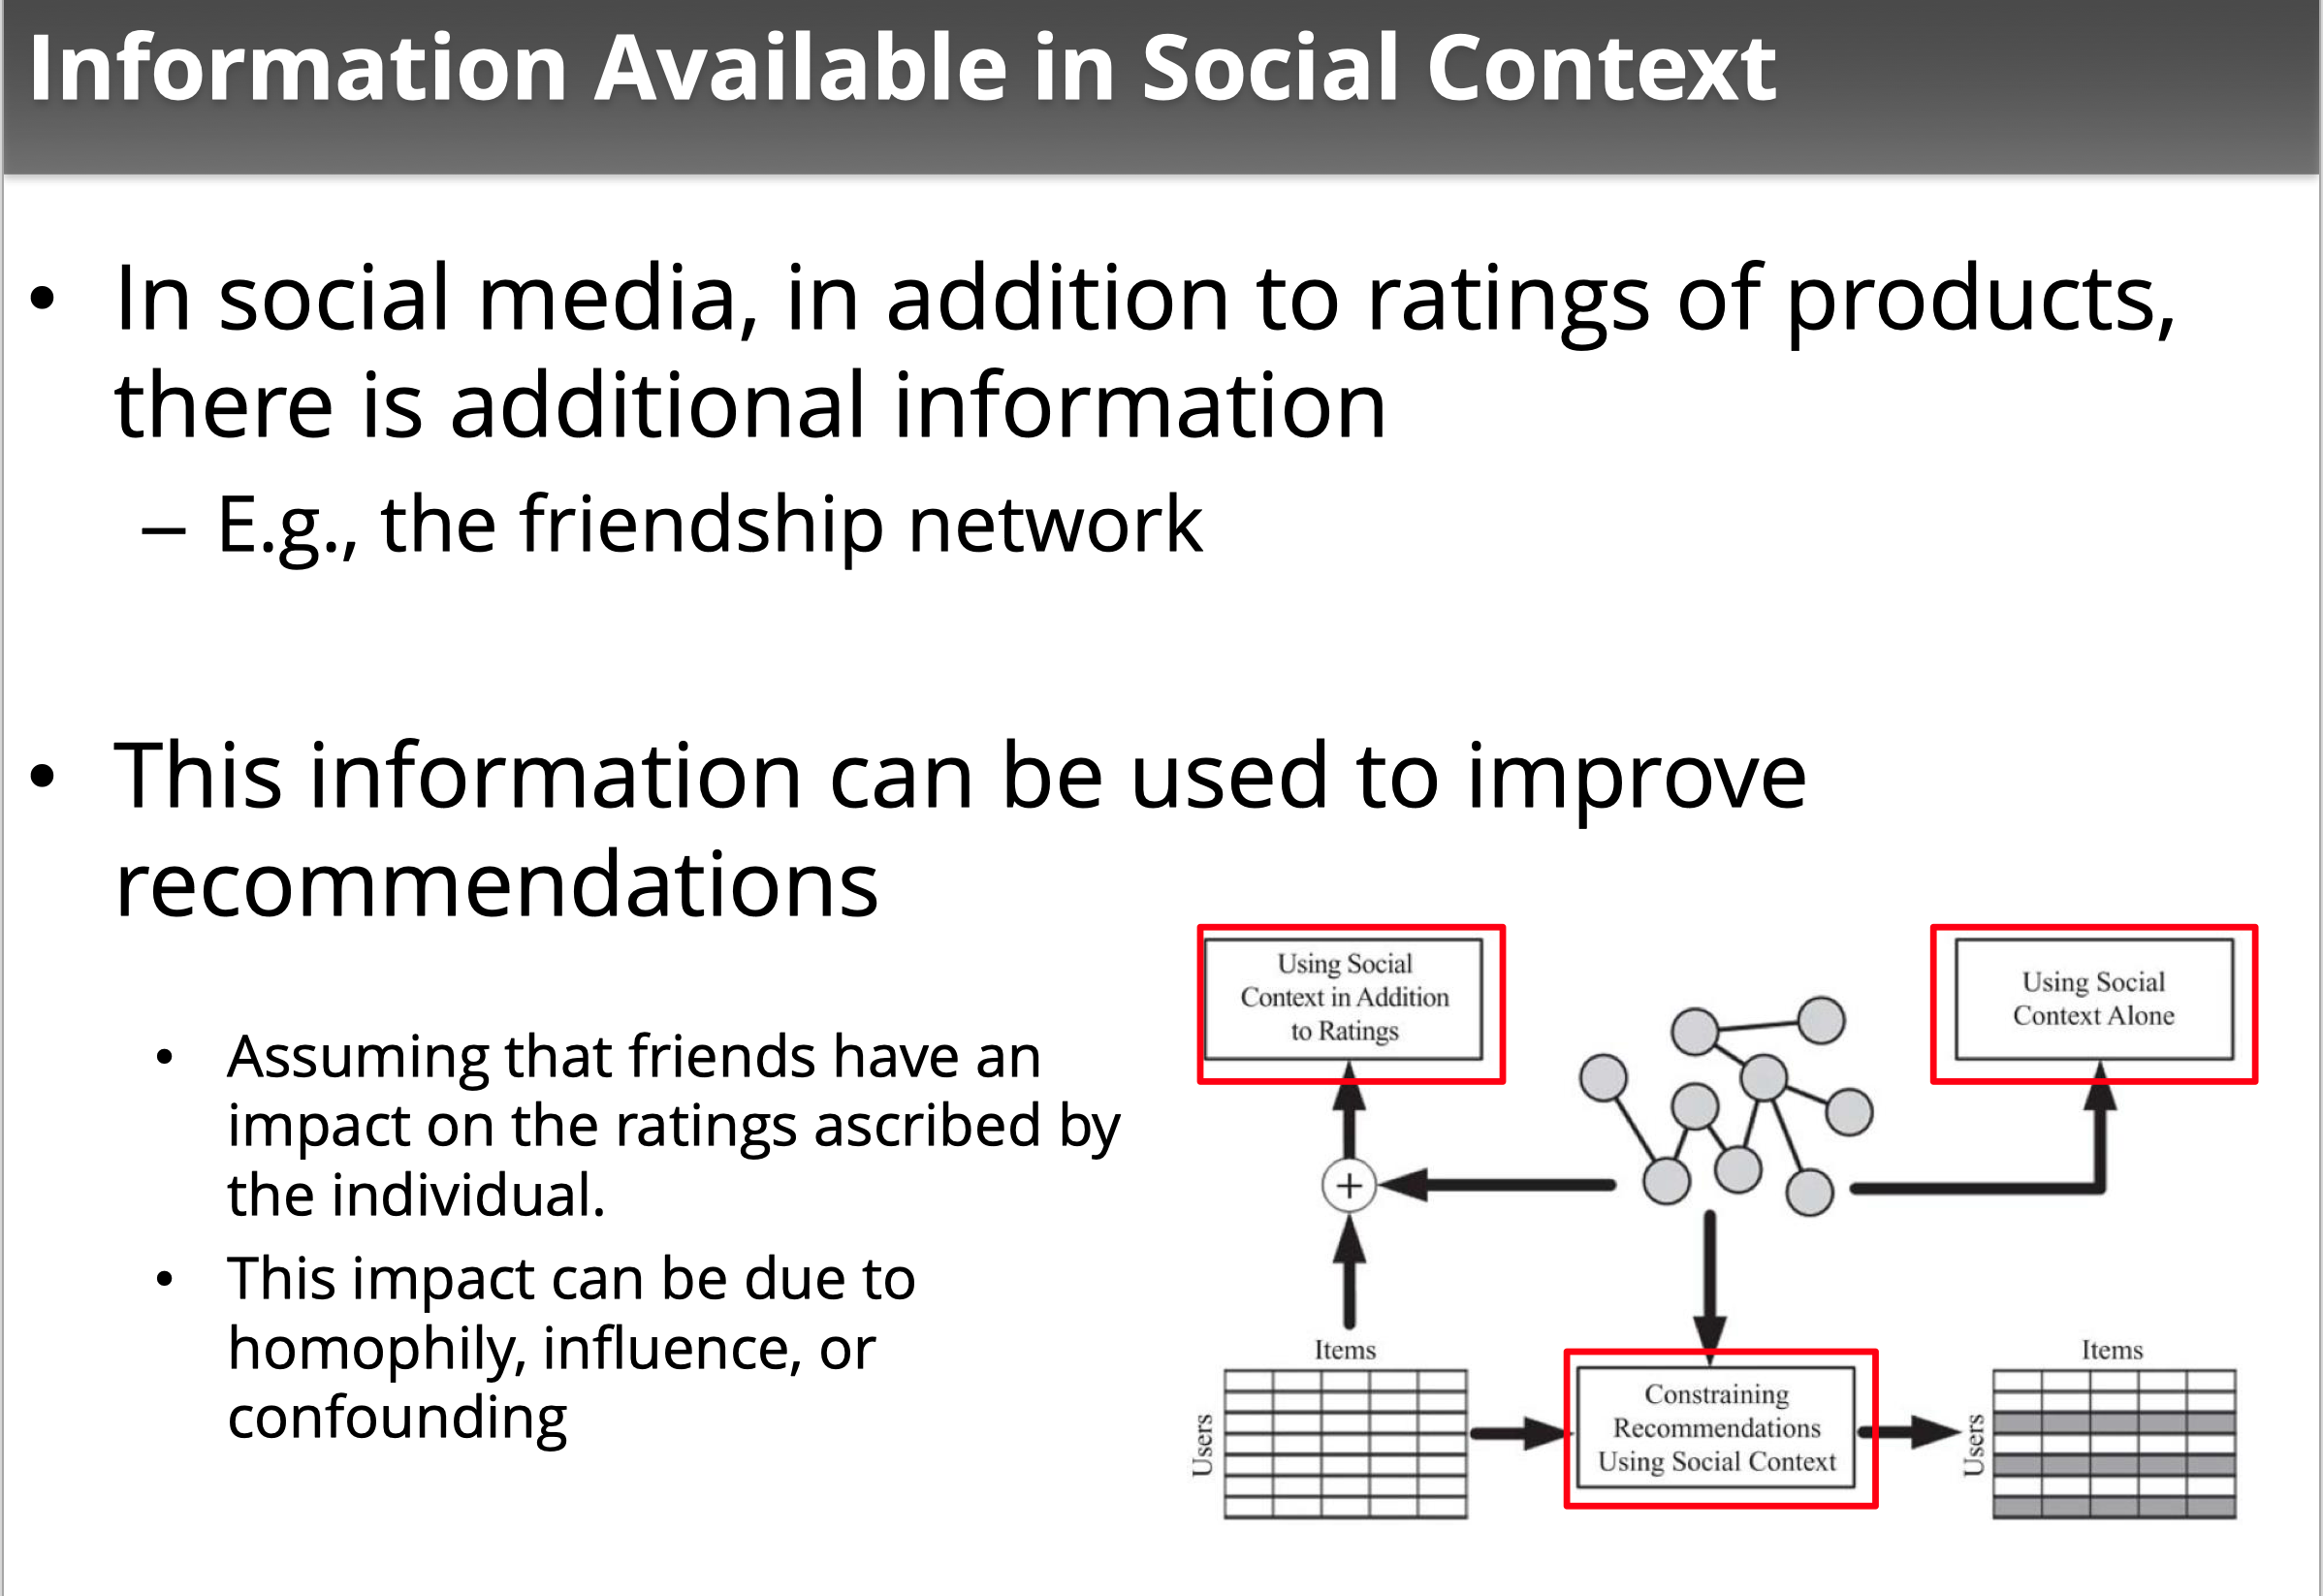 Information Available in Social Context
• In social media, in addition to ratings of products,
there is additional information
– E.g., the friendship network
• This information can be used to improve
recommendations
• Assuming that friends have an
impact on the ratings ascribed by
the individual.
• This impact can be due to
homophily, influence, or
confounding
Using Social
Context in Addition
to Ratings
Using Social
Context Alone
+
Items
Users
Constraining
Recommendations
Using Social Context
Items
Users